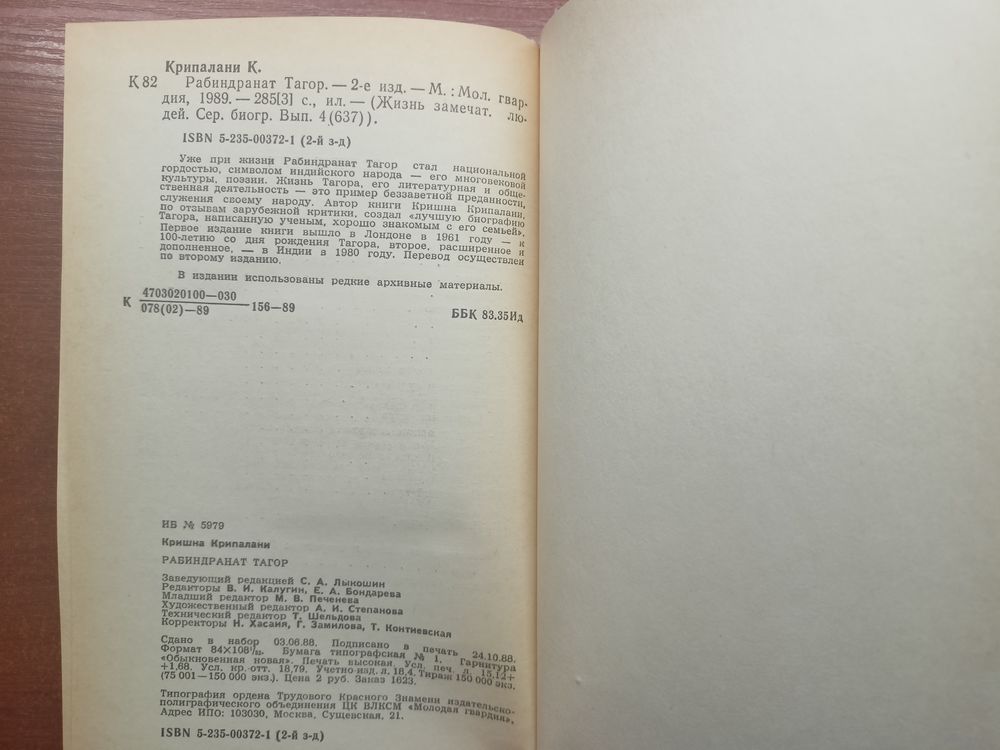 Крипалани К.
К 82 Рабиндранат Тагор. — 2-е изд. — М. : Мол. гвар-
дия, 1989. — 285[3] с., ил. — (Жизнь замечат. лю-
дей. Сер. биогр. Вып. 4(637)).
ISBN 5-235-00372-1 (2-й з-д)
Уже при жизни Рабиндранат Тагор стал национальной
гордостью, символом индийского народа — его многовековой
культуры, поэзии. Жизнь Тагора, его литературная и обще-
ственная деятельность — это пример беззаветной преданности,
служения своему народу. Автор книги Кришна Крипалани,
по отзывам зарубежной критики, создал «лучшую биографию
Тагора, написанную ученым, хорошо знакомым с его семьей».
Первое издание книги вышло в Лондоне в 1961 году — к
100-летию со дня рождения Тагора, второе, расширенное и
дополненное, — в Индии в 1980 году. Перевод осуществлен
по второму изданию.
В издании использованы редкие архивные материалы.
К 4703020100—030
078(02)—89 156—89
ББК 83.35Ид
ИБ № 5979
Кришна Крипалани
РАБИНДРАНАТ ТАГОР
Заведующий редакцией С. А. Лыкошин
Редакторы В. И. Калугин, Е. А. Бондарева
Младший редактор М. В. Печенева
Художественный редактор А. И. Степанова
Технический редактор Т. Шельдова
Корректоры Н. Хасаия, Г. Замилова, Т. Контиевская
Сдано в набор 03.06.88. Подписано в печать 24.10.88.
Формат 84×108¹/₃₂. Бумага типографская № 1. Гарнитура
«Обыкновенная новая». Печать высокая. Усл. печ. л. 15,12+
+1,68. Усл. кр.-отт. 18,79. Учетно-изд. л. 18,4. Тираж 150 000 экз.
(75 001—150 000 экз.). Цена 2 руб. Заказ 1623.
Типография ордена Трудового Красного Знамени издательско-
полиграфического объединения ЦК ВЛКСМ «Молодая гвардия».
Адрес ИПО: 103030, Москва, Сущевская, 21.
ISBN 5-235-00372-1 (2-й з-д)